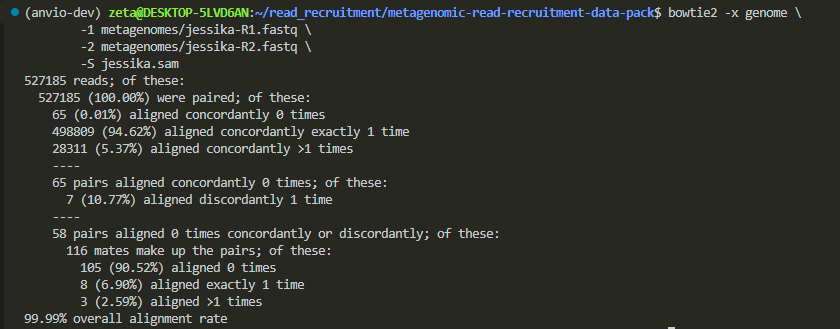 (anvio-dev) zeta@DESKTOP-5LVD6AN:~/read_recruitment/metagenomic-read-recruitment-data-pack$ bowtie2 -x genome \
-1 metagenomes/jessika-R1.fastq \
-2 metagenomes/jessika-R2.fastq \
-S jessika.sam
527185 reads; of these:
527185 (100.00%) were paired; of these:
65 (0.01%) aligned concordantly 0 times
498809 (94.62%) aligned concordantly exactly 1 time
28311 (5.37%) aligned concordantly >1 times
----
65 pairs aligned concordantly 0 times; of these:
7 (10.77%) aligned discordantly 1 time
----
58 pairs aligned 0 times concordantly or discordantly; of these:
116 mates make up the pairs; of these:
105 (90.52%) aligned 0 times
8 (6.90%) aligned exactly 1 time
3 (2.59%) aligned >1 times
99.99% overall alignment rate